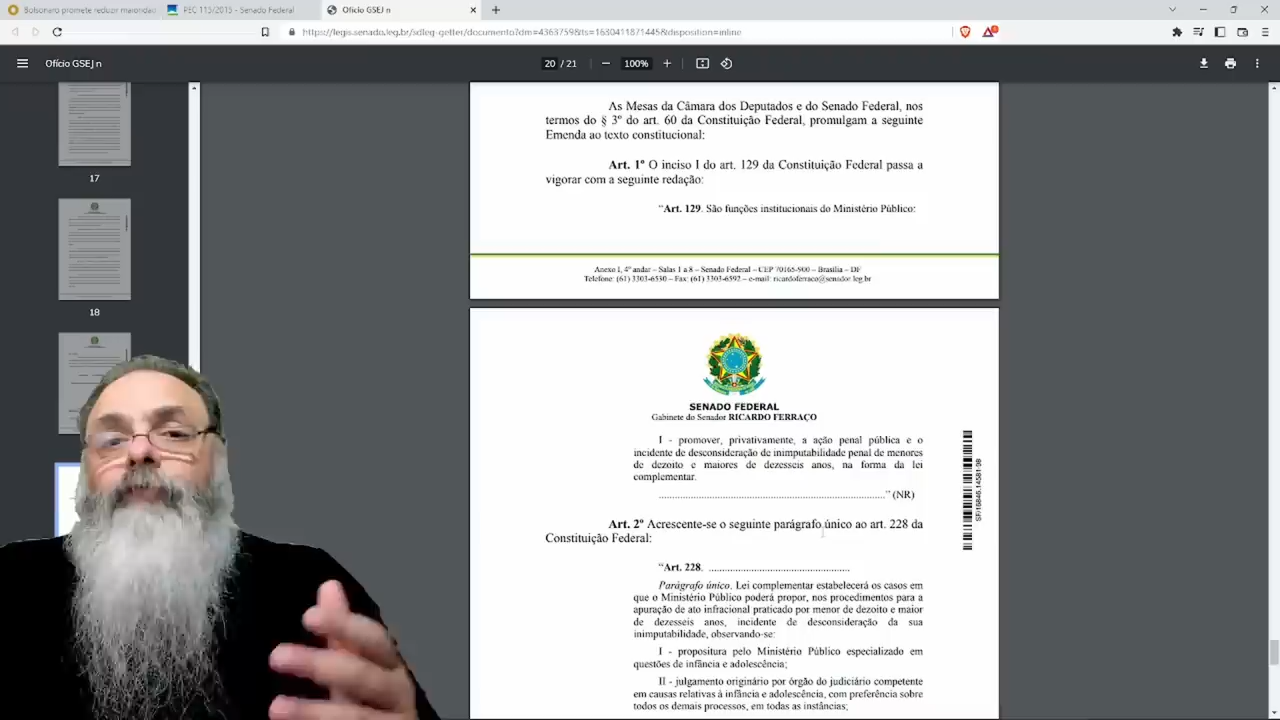 Bolsonaro promete reduzir maiorida
PEC 115/2015 - Senado Federal
Ofício GSEJ n
https://legis.senado.leg.br/sdleg-getter/documento?dm=4363759&ts=1680411871445&disposition=inline
Ofício GSEJ n
20 / 21
100%
17
18
As Mesas da Câmara dos Deputados e do Senado Federal, nos
termos do § 3º do art. 60 da Constituição Federal, promulgam a seguinte
Emenda ao texto constitucional:
Art. 1º O inciso I do art. 129 da Constituição Federal passa a
vigorar com a seguinte redação:
“Art. 129. São funções institucionais do Ministério Público:
Anexo I, 4º andar – Salas 1 a 8 – Senado Federal – CEP 70165-900 – Brasília – DF
Telefone: (61) 3303-6590 – Fax: (61) 3303-6592 – e-mail: ricardoferraco@senador.leg.br
SENADO FEDERAL
Gabinete do Senador RICARDO FERRAÇO
I - promover, privativamente, a ação penal pública e o
incidente de desconsideração de inimputabilidade penal de menores
de dezoito e maiores de dezesseis anos, na forma da lei
complementar.
................................................................................” (NR)
SF/16846.14581-98
Art. 2º Acrescente-se o seguinte parágrafo único ao art. 228 da
Constituição Federal:
“Art. 228. ..................................................
Parágrafo único. Lei complementar estabelecerá os casos em
que o Ministério Público poderá propor, nos procedimentos para a
apuração de ato infracional praticado por menor de dezoito e maior
de dezesseis anos, incidente de desconsideração da sua
inimputabilidade, observando-se:
I - propositura pelo Ministério Público especializado em
questões de infância e adolescência;
II - julgamento originário por órgão do judiciário competente
em causas relativas à infância e adolescência, com preferência sobre
todos os demais processos, em todas as instâncias;